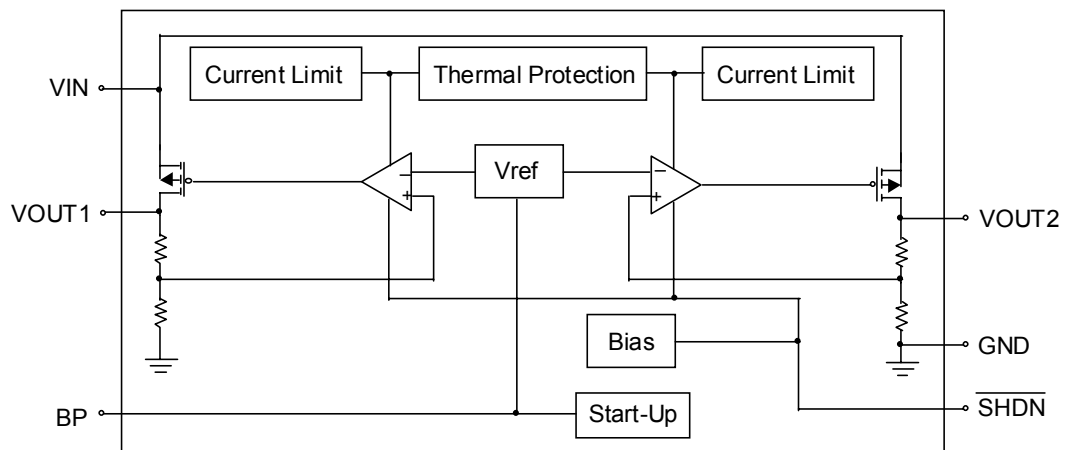 Current Limit
Thermal Protection
Current Limit
VIN
Vref
−
+
−
+
VOUT1
VOUT2
Bias
GND
BP
Start-Up
SHDN